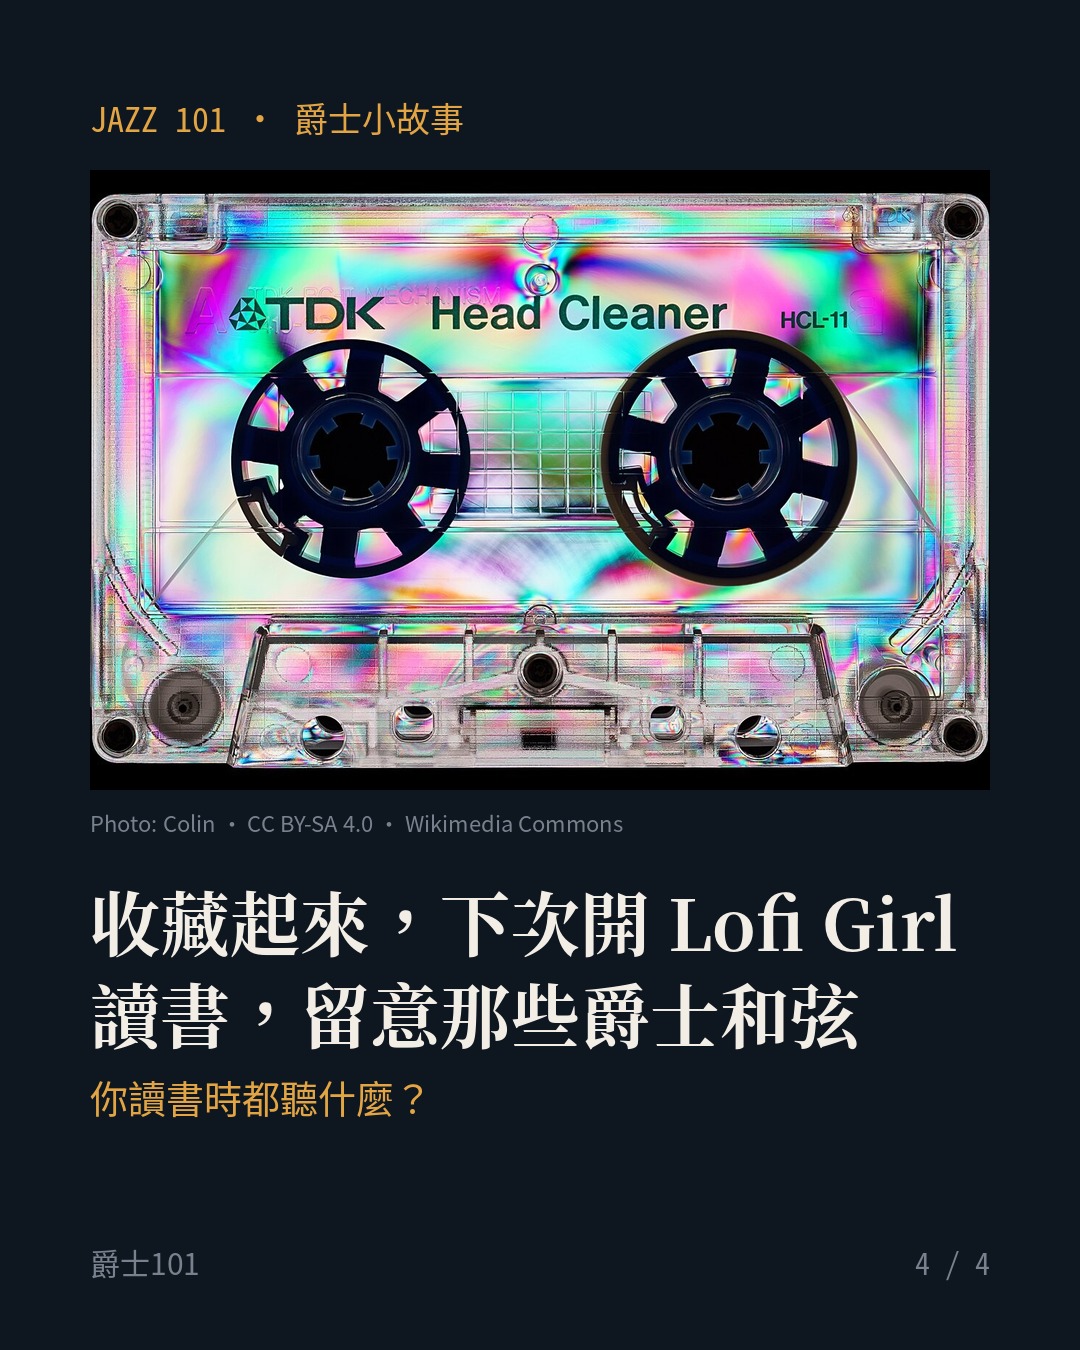 JAZZ 101 · 爵士小故事
TDK Head Cleaner HCL-11
Photo: Colin · CC BY-SA 4.0 · Wikimedia Commons
收藏起來，下次開 Lofi Girl
讀書，留意那些爵士和弦
你讀書時都聽什麼？
爵士101
4 / 4